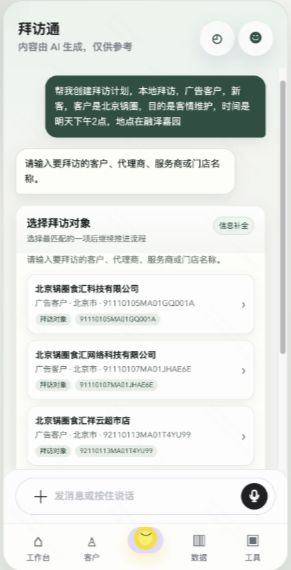 拜访通
内容由 AI 生成，仅供参考
帮我创建拜访计划，本地拜访，广告客户，新
客，客户是北京锅圈，目的是客情维护，时间是
明天下午2点，地点在融泽嘉园
请输入要拜访的客户、代理商、服务商或门店名
称。
选择拜访对象
信息补全
选择最匹配的一项后继续推进流程
请输入要拜访的客户、代理商、服务商或门店名称。
北京锅圈食汇科技有限公司
广告客户 · 北京市 · 91110105MA01GQ001A
拜访对象 91110105MA01GQ001A
北京锅圈食汇网络科技有限公司
广告客户 · 北京市 · 91110107MA01JHAE6E
拜访对象 91110107MA01JHAE6E
北京锅圈食汇祥云超市店
广告客户 · 北京市 · 92110113MA01T4YU99
拜访对象 92110113MA01T4YU99
发消息或按住说话
工作台 客户 数据 工具